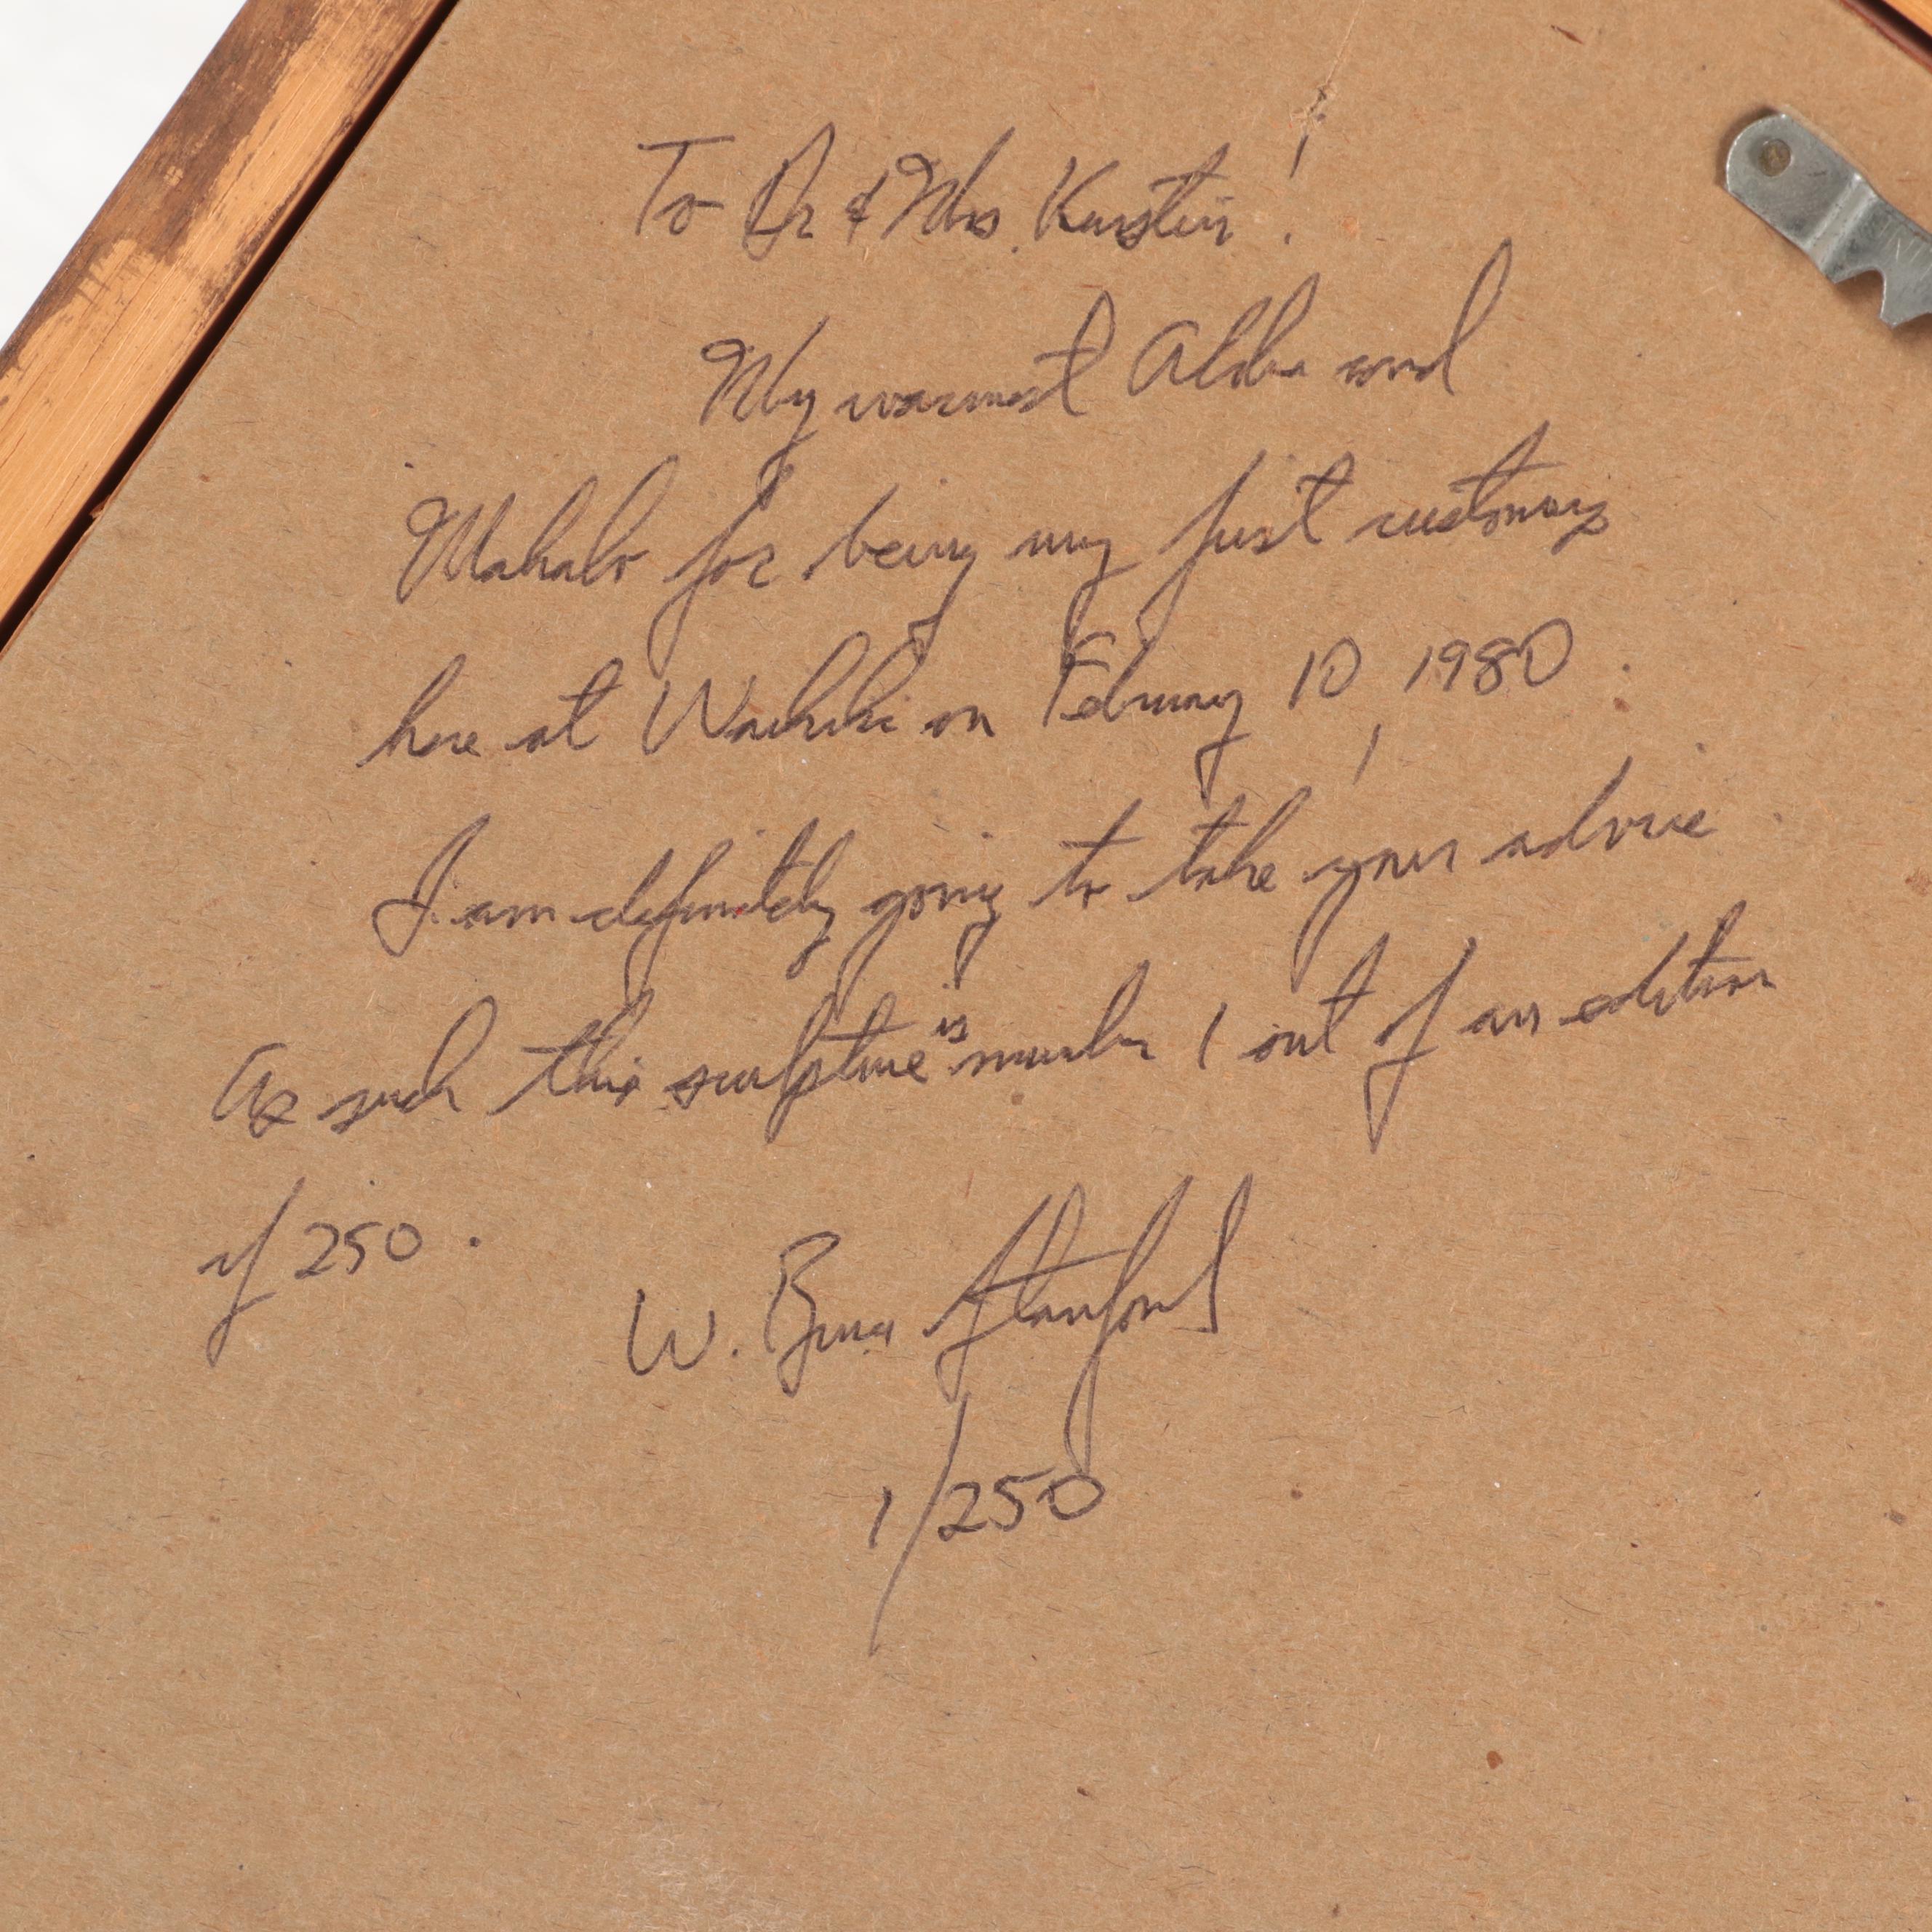 To Dr & Mrs. Karstein!
My warmest Aloha and
Mahalo for being my first customers
here at Waikiki on February 10, 1980.
I am definitely going to take your advice.
As such this sculpture is number 1 out of an edition
of 250.
W. Stanford
1/250